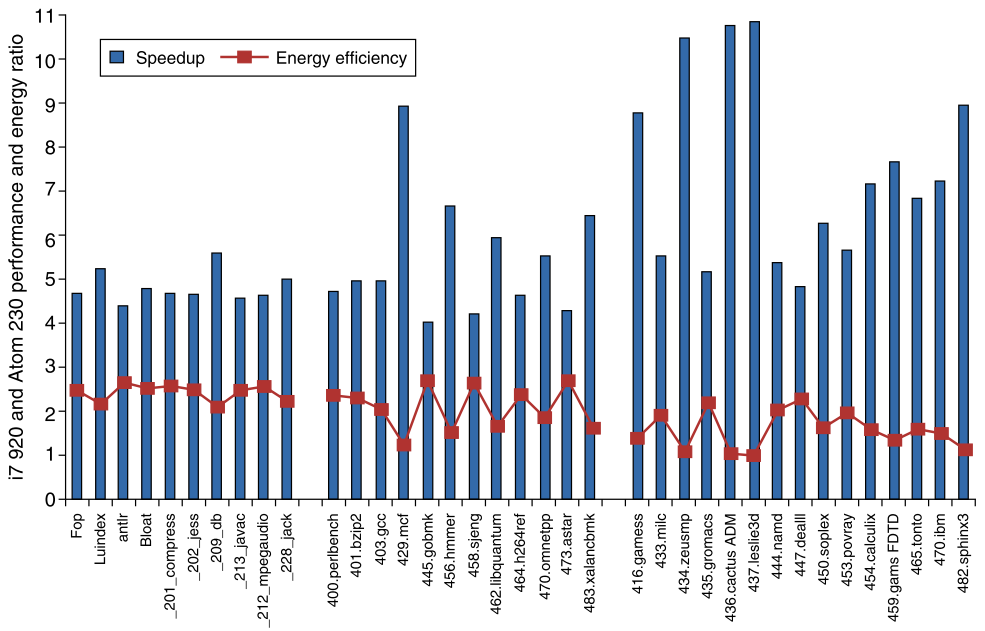 i7 920 and Atom 230 performance and energy ratio
11
10
9
8
7
6
5
4
3
2
1
0
Speedup
Energy efficiency
Fop
Luindex
antlr
Bloat
_201_compress
_202_jess
_209_db
_213_javac
_212_mpegaudio
_228_jack
400.perlbench
401.bzip2
403.gcc
429.mcf
445.gobmk
456.hmmer
458.sjeng
462.libquantum
464.h264ref
470.omnetpp
473.astar
483.xalancbmk
416.gamess
433.milc
434.zeusmp
435.gromacs
436.cactus ADM
437.leslie3d
444.namd
447.dealII
450.soplex
453.povray
454.calculix
459.gams FDTD
465.tonto
470.ibm
482.sphinx3